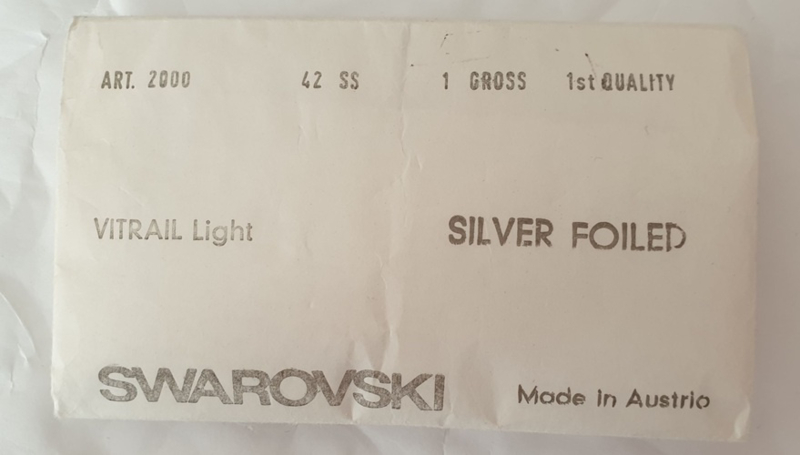 ART. 2000 42 SS 1 GROSS 1st QUALITY
VITRAIL Light SILVER FOILED
SWAROVSKI Made in Austria